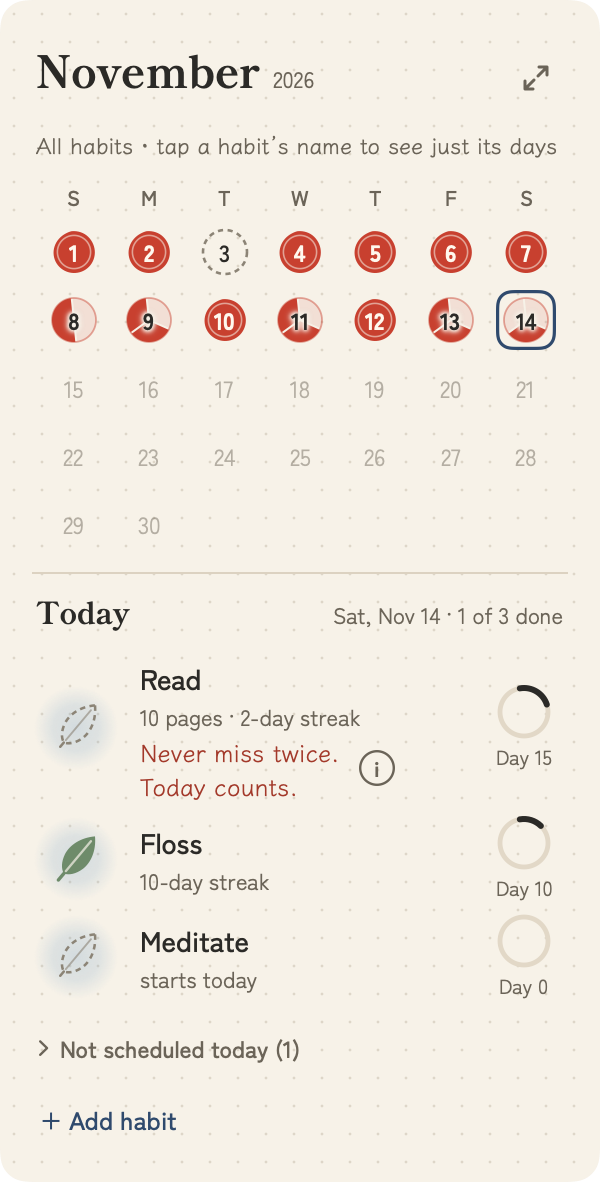 November 2026
All habits · tap a habit's name to see just its days
S M T W T F S
1 2 3 4 5 6 7
8 9 10 11 12 13 14
15 16 17 18 19 20 21
22 23 24 25 26 27 28
29 30
Today
Sat, Nov 14 · 1 of 3 done
Read
10 pages · 2-day streak
Never miss twice.
Today counts.
i
Day 15
Floss
10-day streak
Day 10
Meditate
starts today
Day 0
> Not scheduled today (1)
+ Add habit